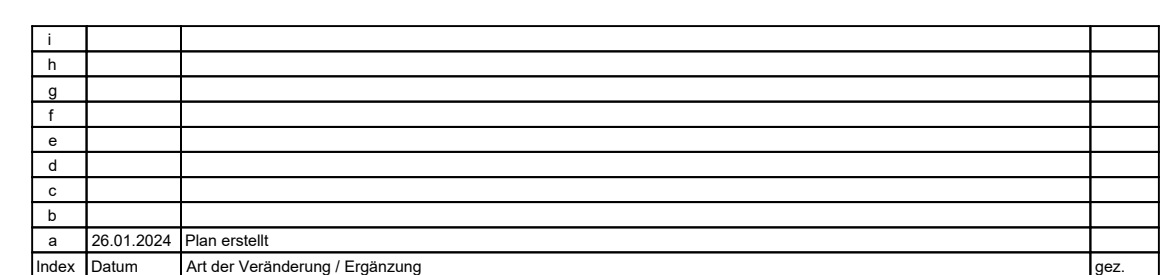 i
h
g
f
e
d
c
b
a 26.01.2024 Plan erstellt
Index Datum Art der Veränderung / Ergänzung gez.